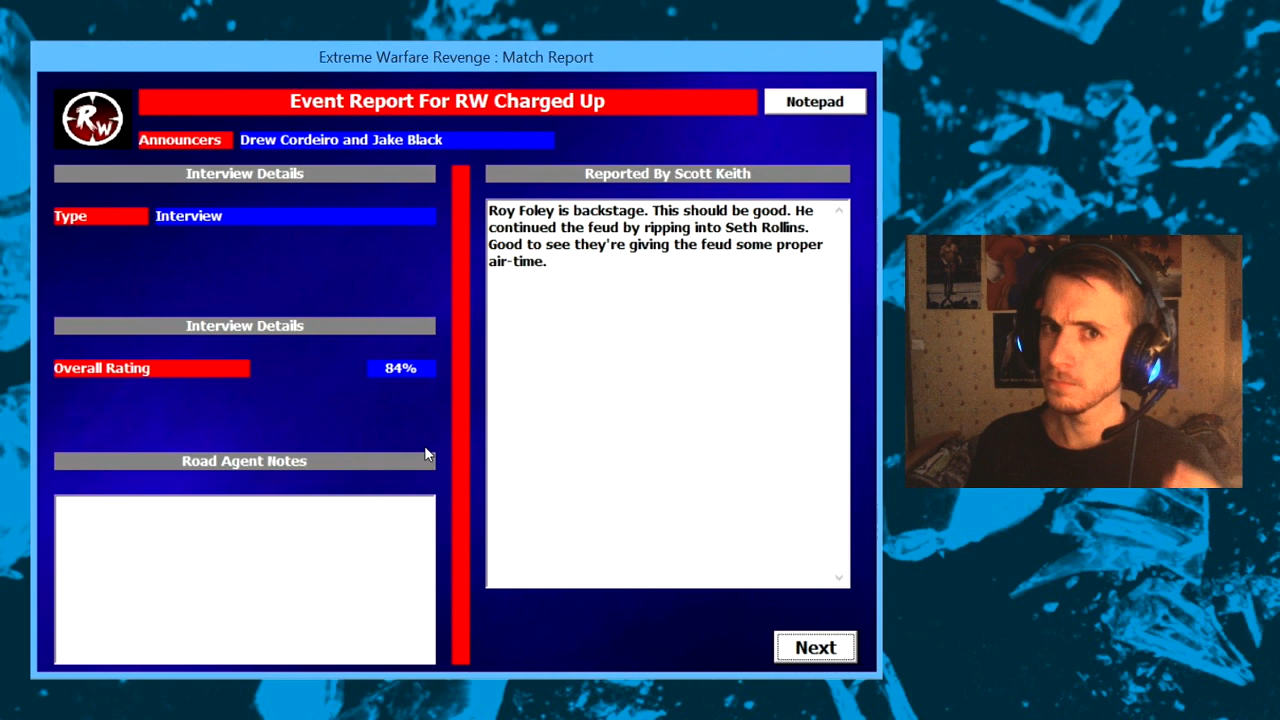 Extreme Warfare Revenge : Match Report
RW
Event Report For RW Charged Up
Notepad
Announcers
Drew Cordeiro and Jake Black
Interview Details
Type
Interview
Interview Details
Overall Rating
84%
Road Agent Notes
Reported By Scott Keith
Roy Foley is backstage. This should be good. He
continued the feud by ripping into Seth Rollins.
Good to see they're giving the feud some proper
air-time.
Next